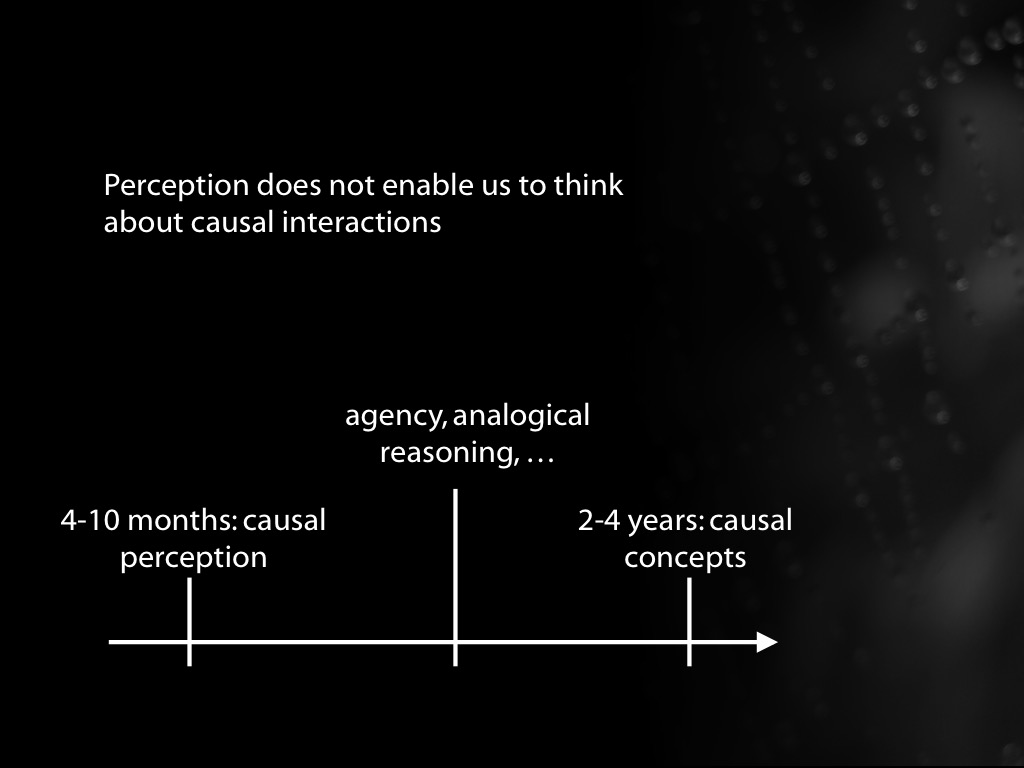 Perception does not enable us to think
about causal interactions
agency, analogical
reasoning, …
4-10 months: causal
perception
2-4 years: causal
concepts